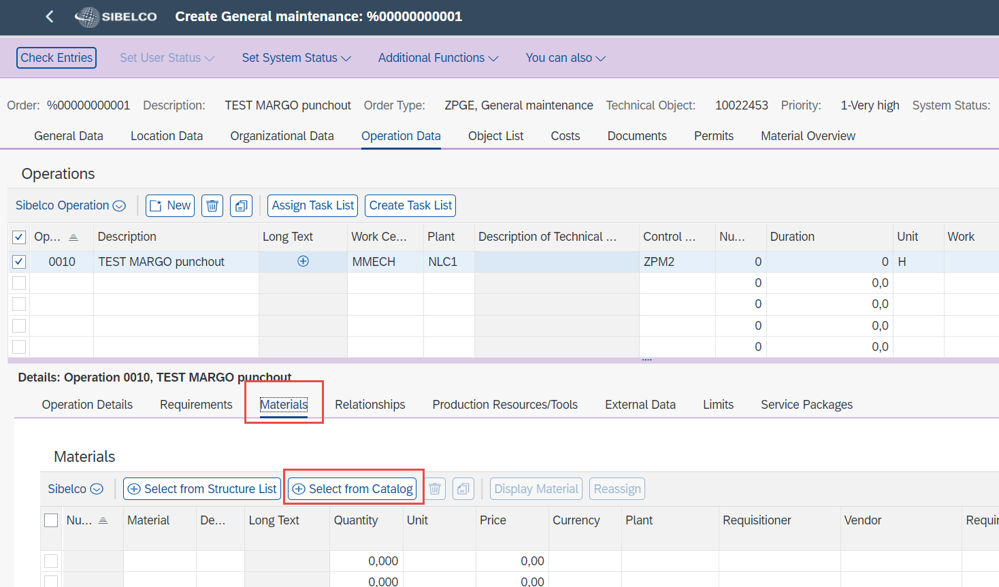 SIBELCO Create General maintenance: %00000000001
Check Entries Set User Status Set System Status Additional Functions You can also
Order: %00000000001 Description: TEST MARGO punchout Order Type: ZPGE, General maintenance Technical Object: 10022453 Priority: 1-Very high System Status:
General Data Location Data Organizational Data Operation Data Object List Costs Documents Permits Material Overview
Operations
Sibelco Operation New Assign Task List Create Task List
Op... Description Long Text Work Ce... Plant Description of Technical ... Control ... Nu... Duration Unit Work
0010 TEST MARGO punchout MMECH NLC1 ZPM2 0 0 H
0 0,0
0 0,0
0 0,0
0 0,0
Details: Operation 0010, TEST MARGO punchout
Operation Details Requirements Materials Relationships Production Resources/Tools External Data Limits Service Packages
Materials
Sibelco Select from Structure List Select from Catalog Display Material Reassign
Nu... Material De... Long Text Quantity Unit Price Currency Plant Requisitioner Vendor Requir
0,000 0,00
0,000 0,00